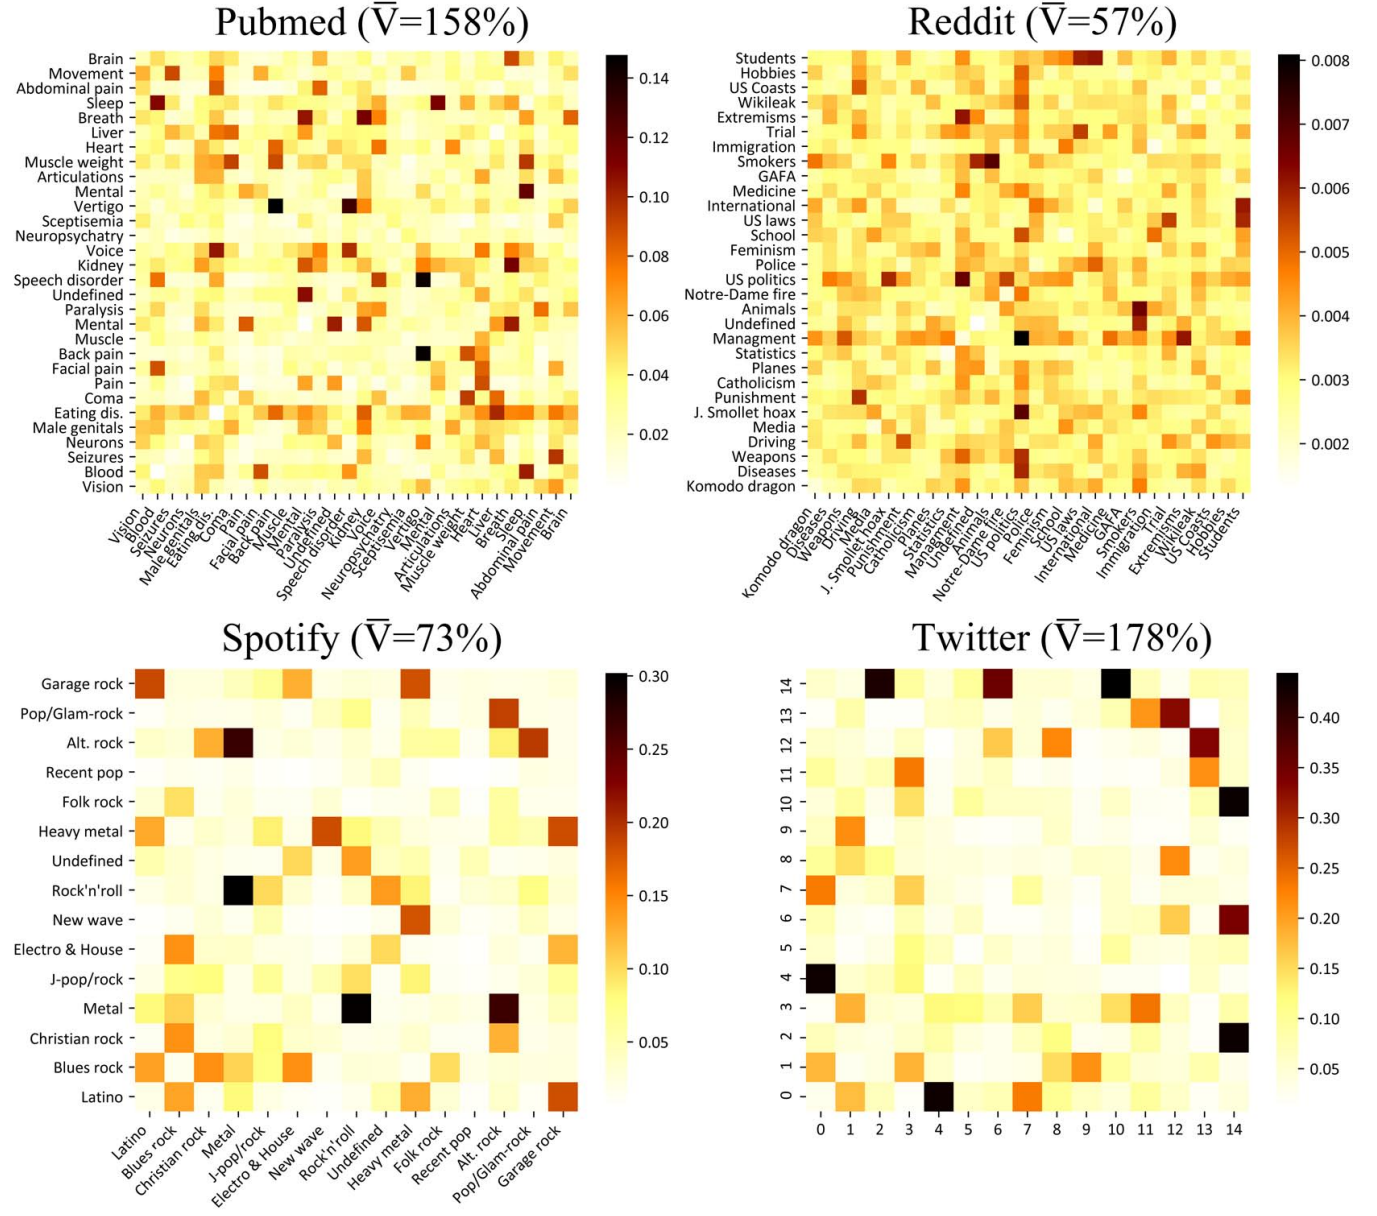 Pubmed (V̅=158%)
Brain
Movement
Abdominal pain
Sleep
Breath
Liver
Heart
Muscle weight
Articulations
Mental
Vertigo
Sceptisemia
Neuropsychatry
Voice
Kidney
Speech disorder
Undefined
Paralysis
Mental
Muscle
Back pain
Facial pain
Pain
Coma
Eating dis.
Male genitals
Neurons
Seizures
Blood
Vision
Vision
Blood
Seizures
Neurons
Male genitals
Eating dis.
Coma
Pain
Facial pain
Back pain
Muscle
Mental
Paralysis
Undefined
Speech disorder
Kidney
Voice
Neuropsychatry
Sceptisemia
Vertigo
Mental
Articulations
Muscle weight
Heart
Liver
Breath
Sleep
Abdominal pain
Movement
Brain
0.14
0.12
0.10
0.08
0.06
0.04
0.02
Reddit (V̅=57%)
Students
Hobbies
US Coasts
Wikileak
Extremisms
Trial
Immigration
Smokers
GAFA
Medicine
International
US laws
School
Feminism
Police
US politics
Notre-Dame fire
Animals
Undefined
Managment
Statistics
Planes
Catholicism
Punishment
J. Smollet hoax
Media
Driving
Weapons
Diseases
Komodo dragon
Komodo dragon
Diseases
Weapons
Driving
Media
J. Smollet hoax
Punishment
Catholicism
Planes
Statistics
Managment
Undefined
Animals
Notre-Dame fire
US politics
Police
Feminism
School
US laws
International
Medicine
GAFA
Smokers
Immigration
Trial
Extremisms
Wikileak
US Coasts
Hobbies
Students
0.008
0.007
0.006
0.005
0.004
0.003
0.002
Spotify (V̅=73%)
Garage rock
Pop/Glam-rock
Alt. rock
Recent pop
Folk rock
Heavy metal
Undefined
Rock'n'roll
New wave
Electro & House
J-pop/rock
Metal
Christian rock
Blues rock
Latino
Latino
Blues rock
Christian rock
Metal
J-pop/rock
Electro & House
New wave
Rock'n'roll
Undefined
Heavy metal
Folk rock
Recent pop
Alt. rock
Pop/Glam-rock
Garage rock
0.30
0.25
0.20
0.15
0.10
0.05
Twitter (V̅=178%)
14
13
12
11
10
9
8
7
6
5
4
3
2
1
0
0 1 2 3 4 5 6 7 8 9 10 11 12 13 14
0.40
0.35
0.30
0.25
0.20
0.15
0.10
0.05